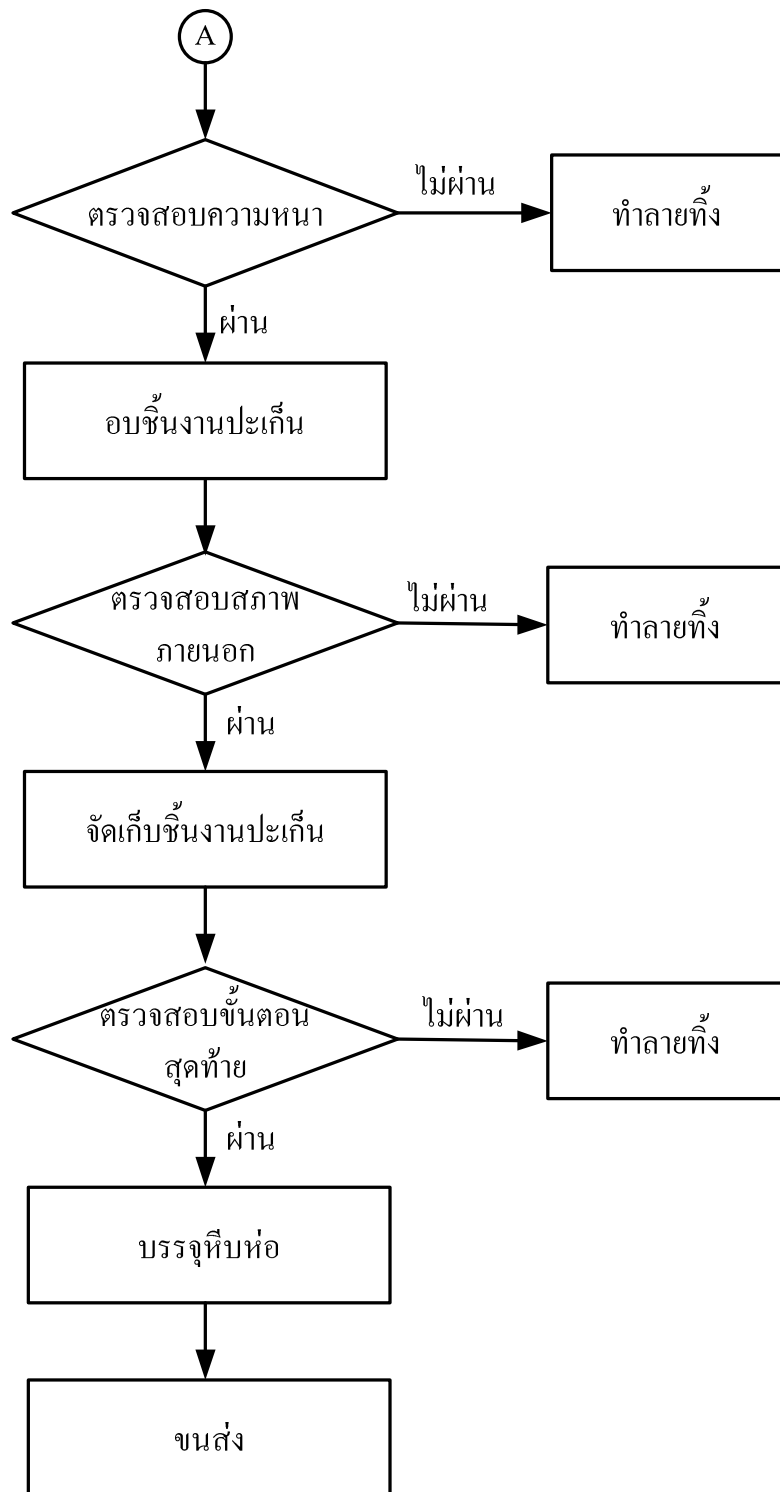 A
ตรวจสอบความหนา
ไม่ผ่าน
ทำลายทิ้ง
ผ่าน
อบชิ้นงานปะเก็น
ตรวจสอบสภาพ
ภายนอก
ไม่ผ่าน
ทำลายทิ้ง
ผ่าน
จัดเก็บชิ้นงานปะเก็น
ตรวจสอบขั้นตอน
สุดท้าย
ไม่ผ่าน
ทำลายทิ้ง
ผ่าน
บรรจุหีบห่อ
ขนส่ง